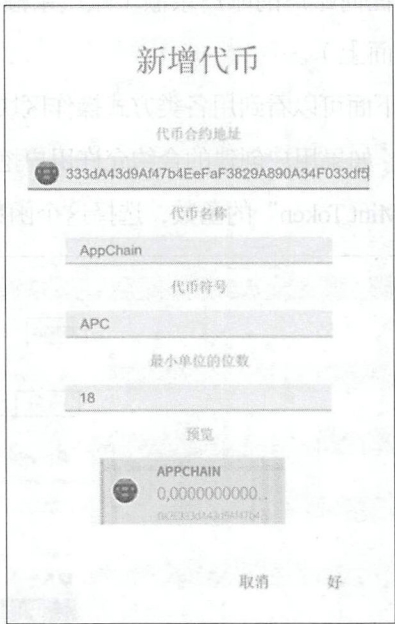 新增代币
代币合约地址
333dA43d9Af47b4EeFaF3829A890A34F033df5
代币名称
AppChain
代币符号
APC
最小单位的位数
18
预览
APPCHAIN
0,0000000000..
取消 好